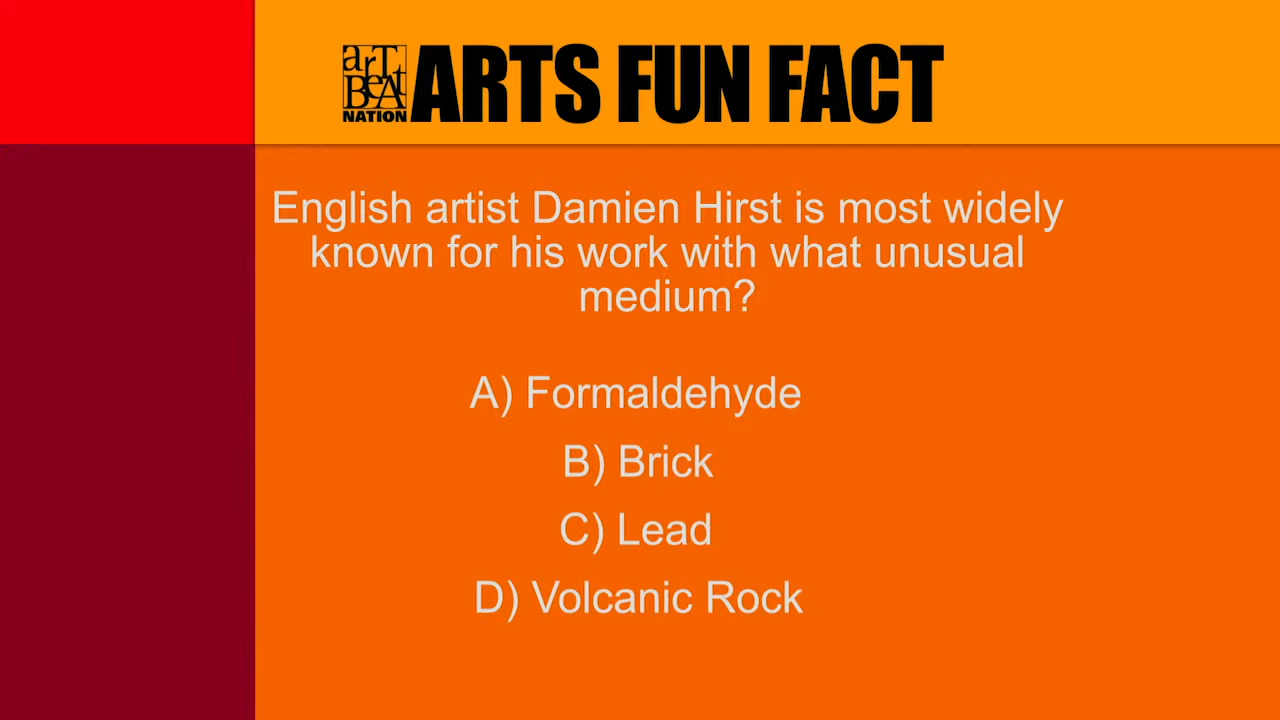 arT
BeAt
NATION
ARTS FUN FACT
English artist Damien Hirst is most widely
known for his work with what unusual
medium?
A) Formaldehyde
B) Brick
C) Lead
D) Volcanic Rock